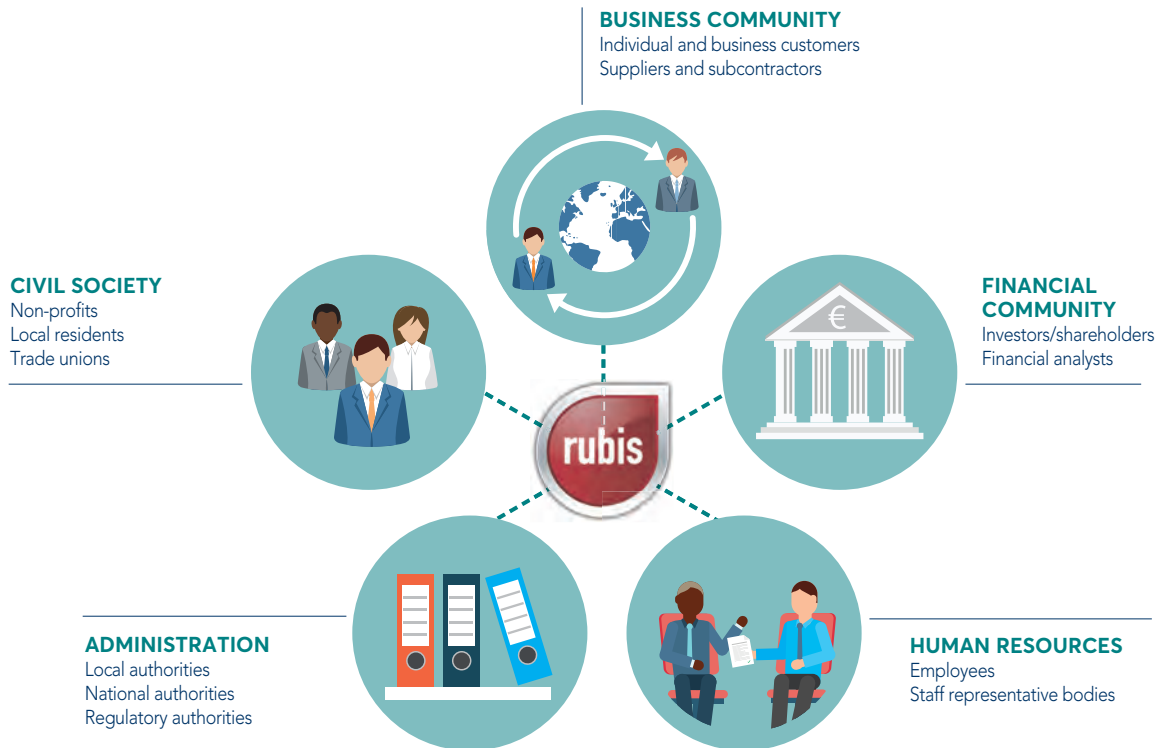 BUSINESS COMMUNITY
Individual and business customers
Suppliers and subcontractors
CIVIL SOCIETY
Non-profits
Local residents
Trade unions
FINANCIAL
COMMUNITY
Investors/shareholders
Financial analysts
€
rubis
ADMINISTRATION
Local authorities
National authorities
Regulatory authorities
HUMAN RESOURCES
Employees
Staff representative bodies